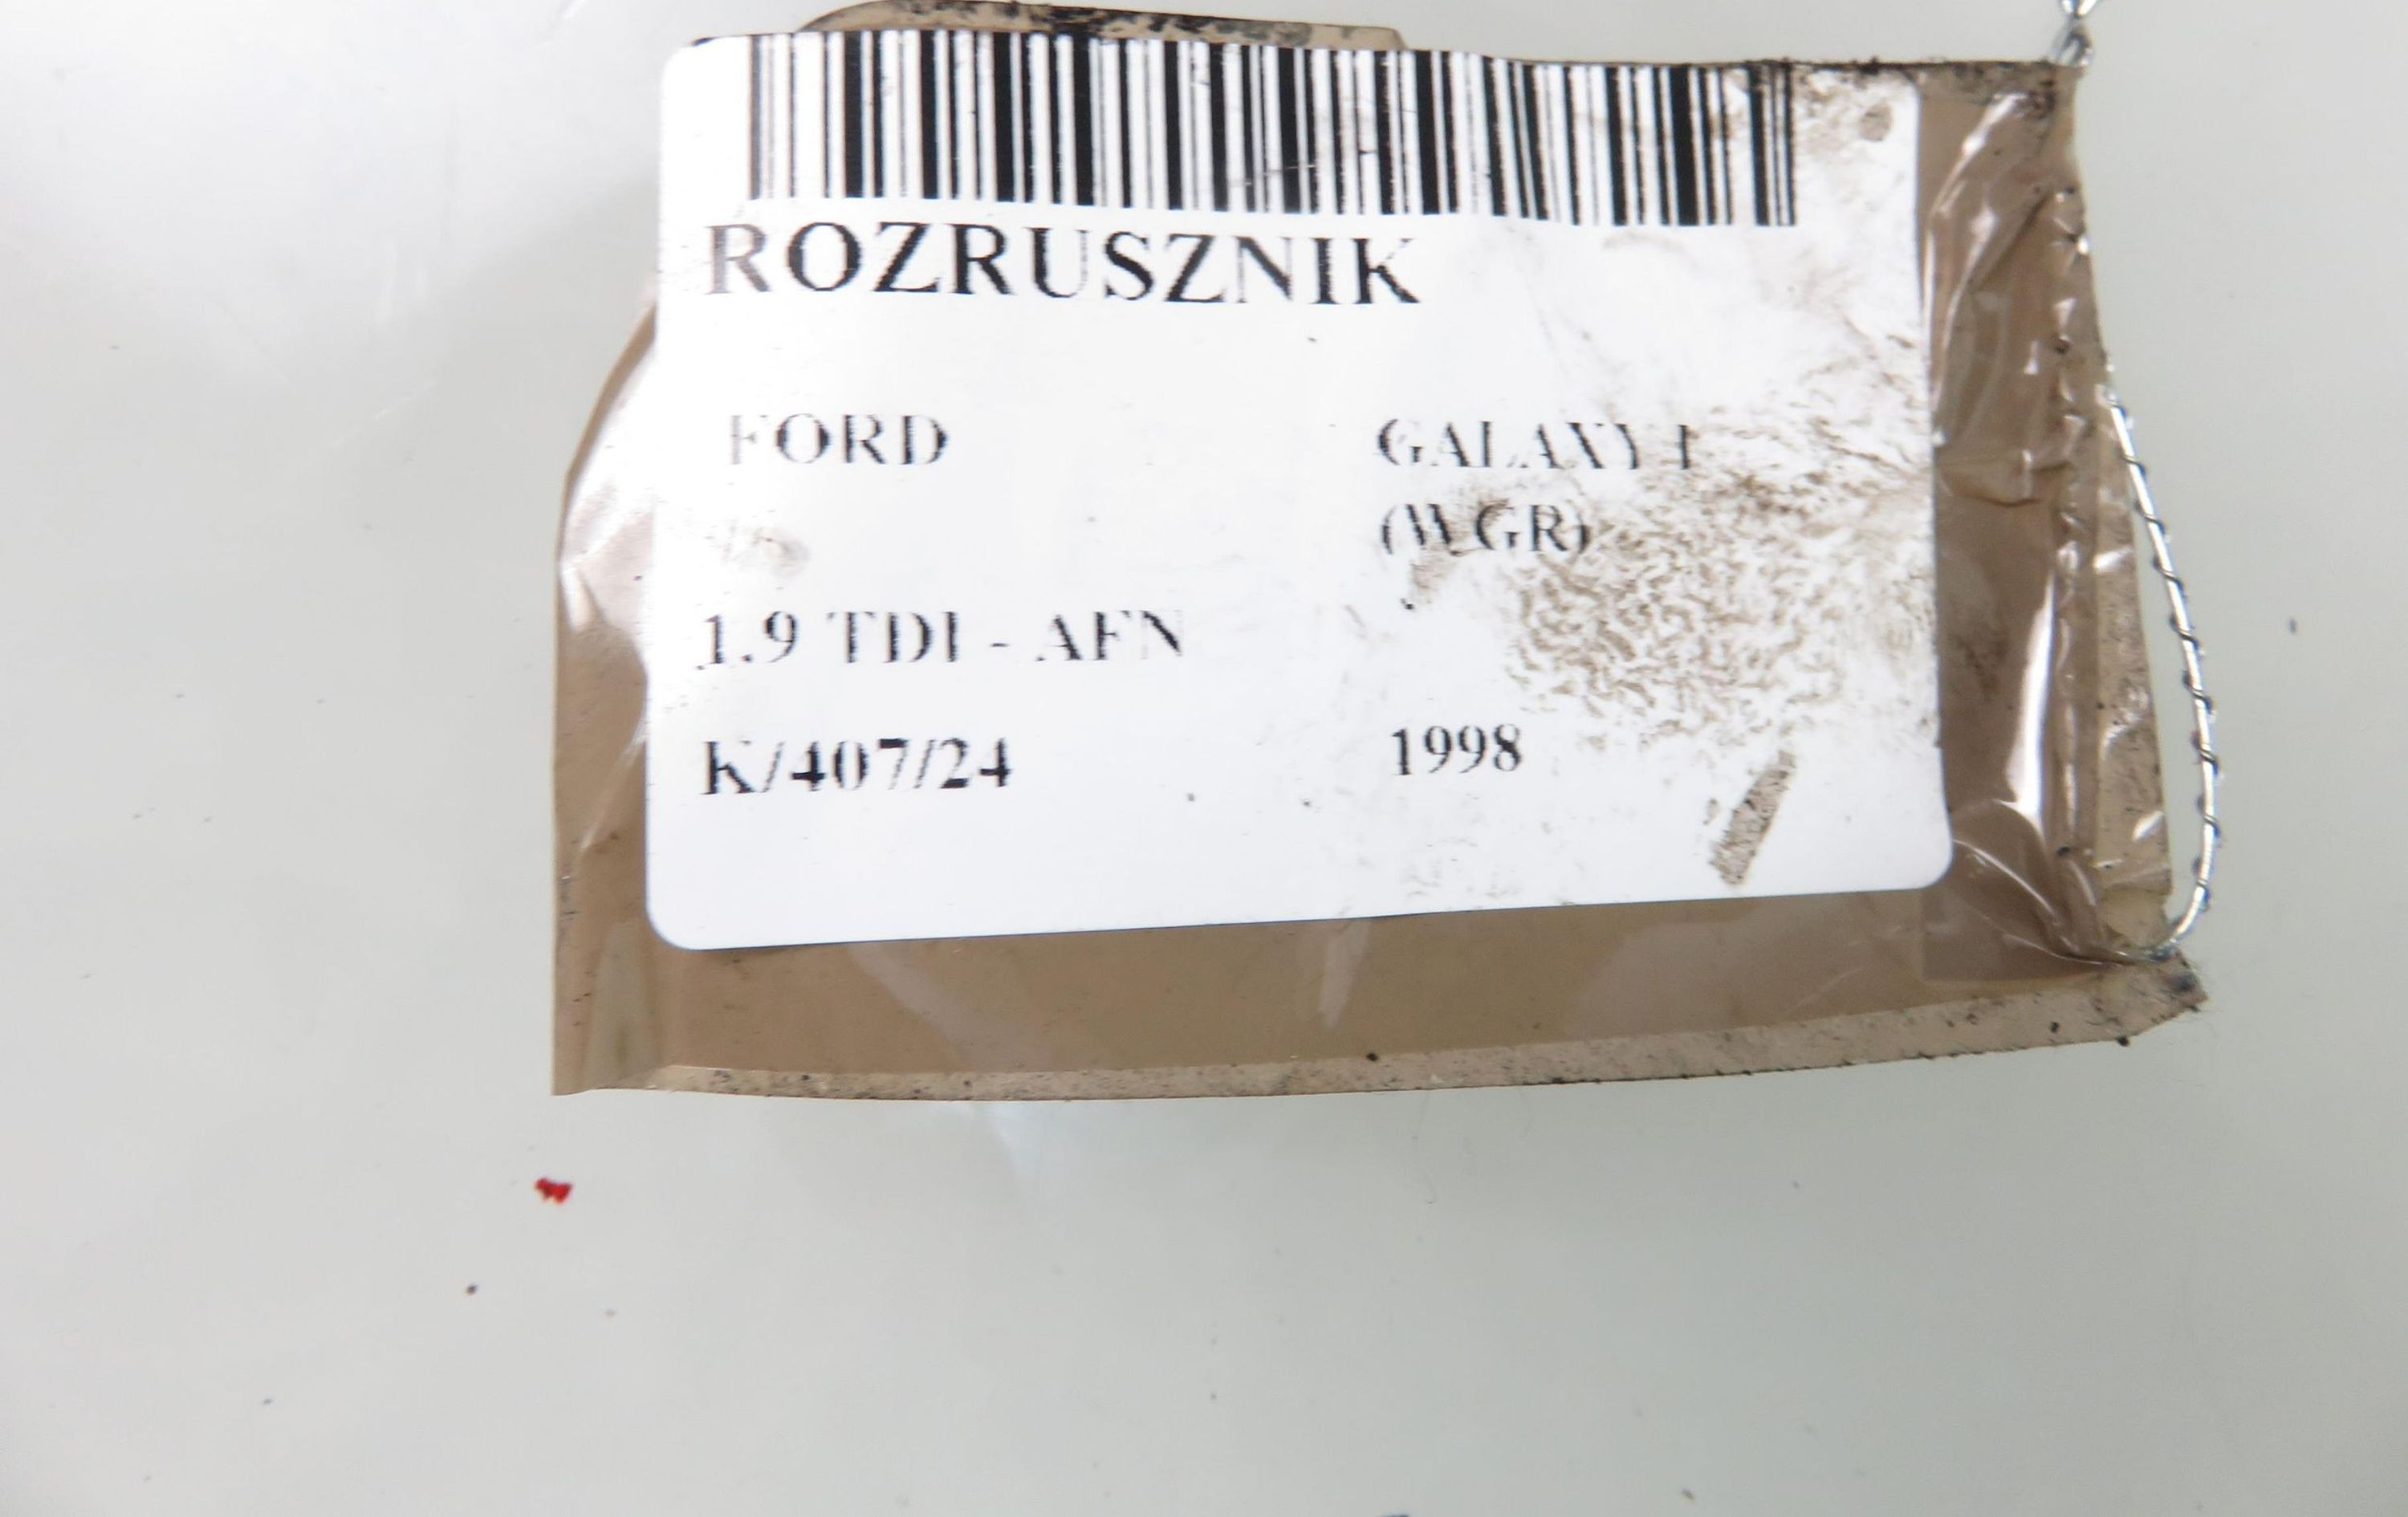 ROZRUSZNIK
FORD GALAXY I
(WGR)
1.9 TDI - AFN
K/407/24 1998